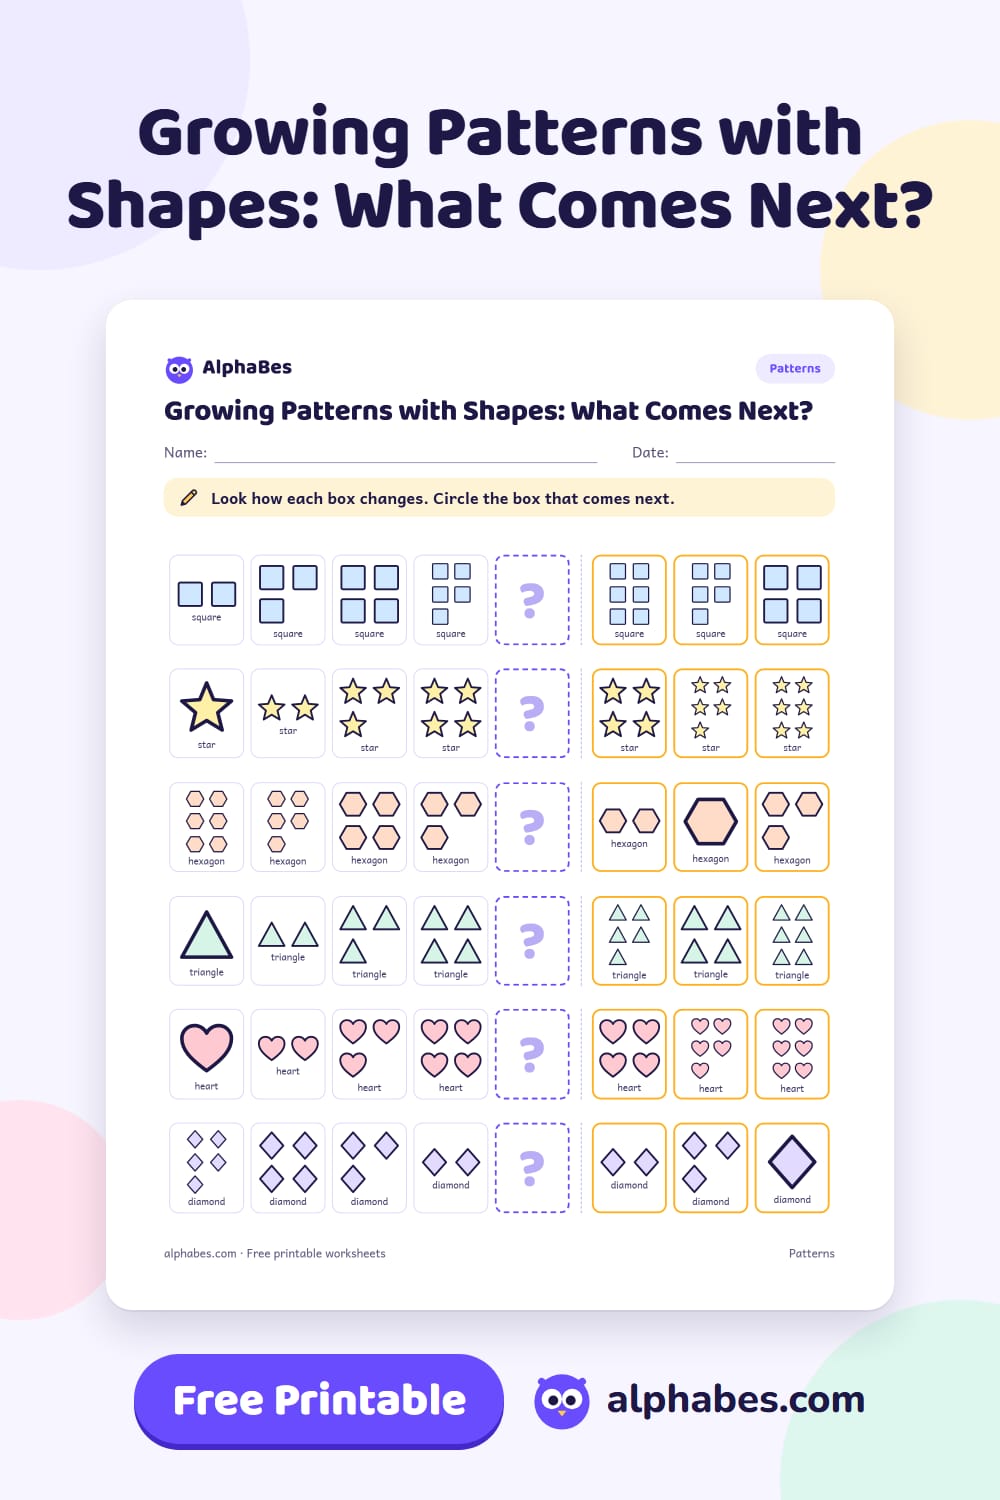 Growing Patterns with
Shapes: What Comes Next?
AlphaBes
Patterns
Growing Patterns with Shapes: What Comes Next?
Name: Date:
Look how each box changes. Circle the box that comes next.
square square square square ? square square square
star star star star ? star star star
hexagon hexagon hexagon hexagon ? hexagon hexagon hexagon
triangle triangle triangle triangle ? triangle triangle triangle
heart heart heart heart ? heart heart heart
diamond diamond diamond diamond ? diamond diamond diamond
alphabes.com · Free printable worksheets Patterns
Free Printable
alphabes.com